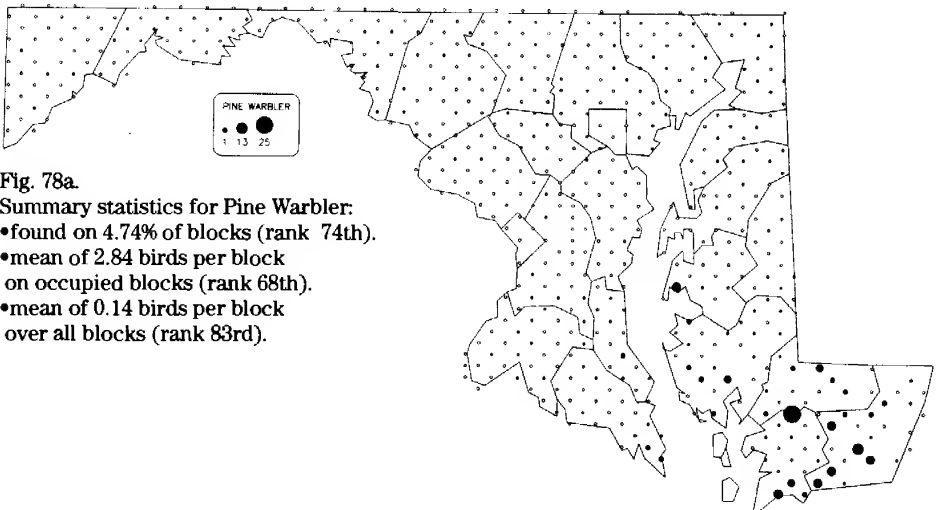 PINE WARBLER
1 13 25
Fig. 78a.
Summary statistics for Pine Warbler:
•found on 4.74% of blocks (rank 74th).
•mean of 2.84 birds per block
on occupied blocks (rank 68th).
•mean of 0.14 birds per block
over all blocks (rank 83rd).